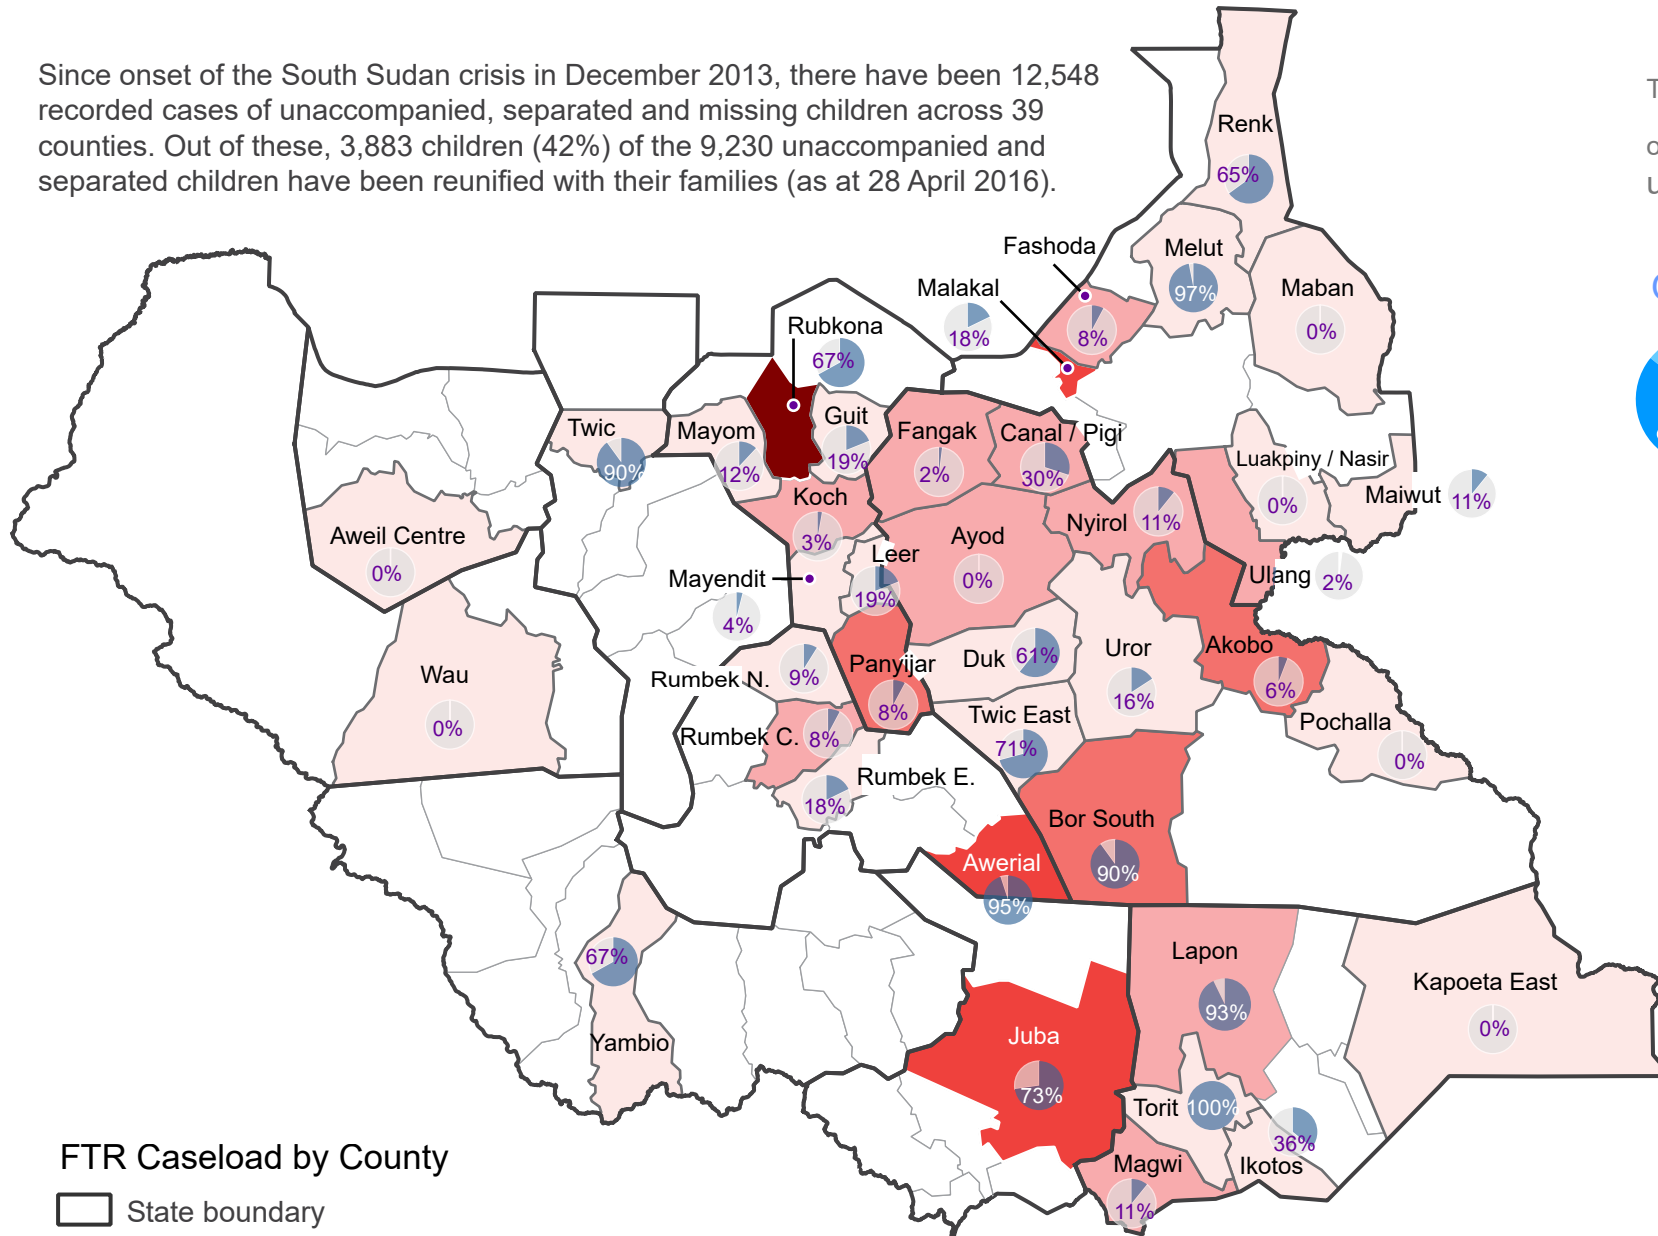 Since onset of the South Sudan crisis in December 2013, there have been 12,548
recorded cases of unaccompanied, separated and missing children across 39
counties. Out of these, 3,883 children (42%) of the 9,230 unaccompanied and
separated children have been reunified with their families (as at 28 April 2016).
Renk
65%
Fashoda
8%
Melut
97%
Malakal
18%
Maban
0%
Rubkona
67%
Twic
90%
Mayom
12%
Guit
19%
Fangak
2%
Canal / Pigi
30%
Luakpiny / Nasir
0%
Maiwut
11%
Koch
3%
Nyirol
11%
Aweil Centre
0%
Ayod
0%
Leer
19%
Mayendit
4%
Ulang
2%
Wau
0%
Rumbek N.
9%
Panyijar
8%
Duk
61%
Uror
16%
Akobo
6%
Pochalla
0%
Rumbek C.
8%
Twic East
71%
Rumbek E.
18%
Bor South
90%
Awerial
95%
Lapon
93%
Kapoeta East
0%
67%
Yambio
Juba
73%
Torit
100%
Ikotos
36%
Magwi
11%
FTR Caseload by County
State boundary